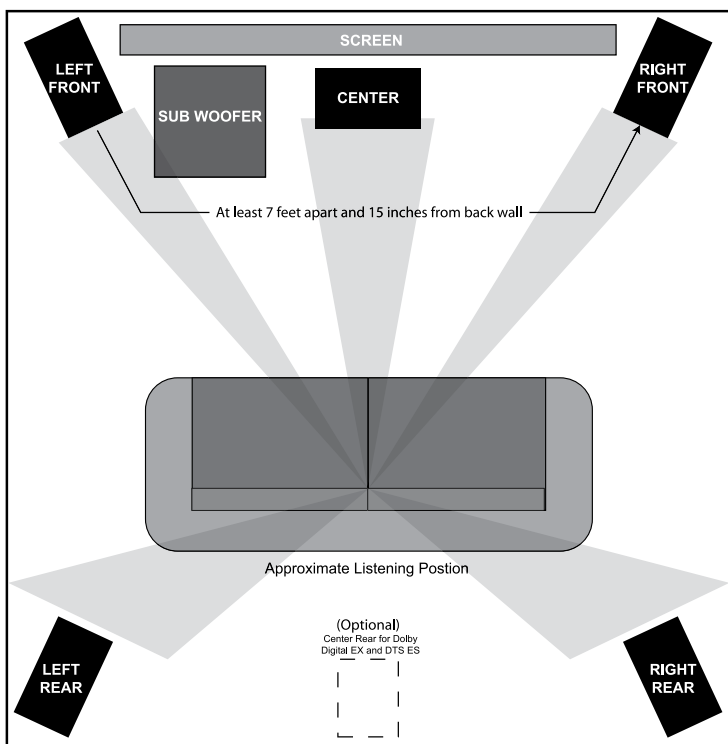 SCREEN
LEFT
FRONT
RIGHT
FRONT
CENTER
SUB WOOFER
At least 7 feet apart and 15 inches from back wall
Approximate Listening Postion
(Optional)
Center Rear for Dolby
Digital EX and DTS ES
LEFT
REAR
RIGHT
REAR